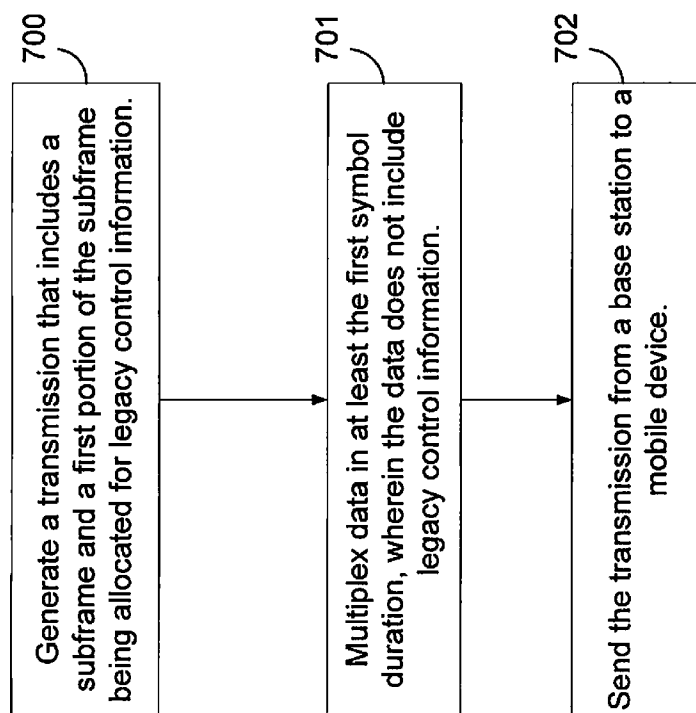 700
Generate a transmission that includes a
subframe and a first portion of the subframe
being allocated for legacy control information.
701
Multiplex data in at least the first symbol
duration, wherein the data does not include
legacy control information.
702
Send the transmission from a base station to a
mobile device.